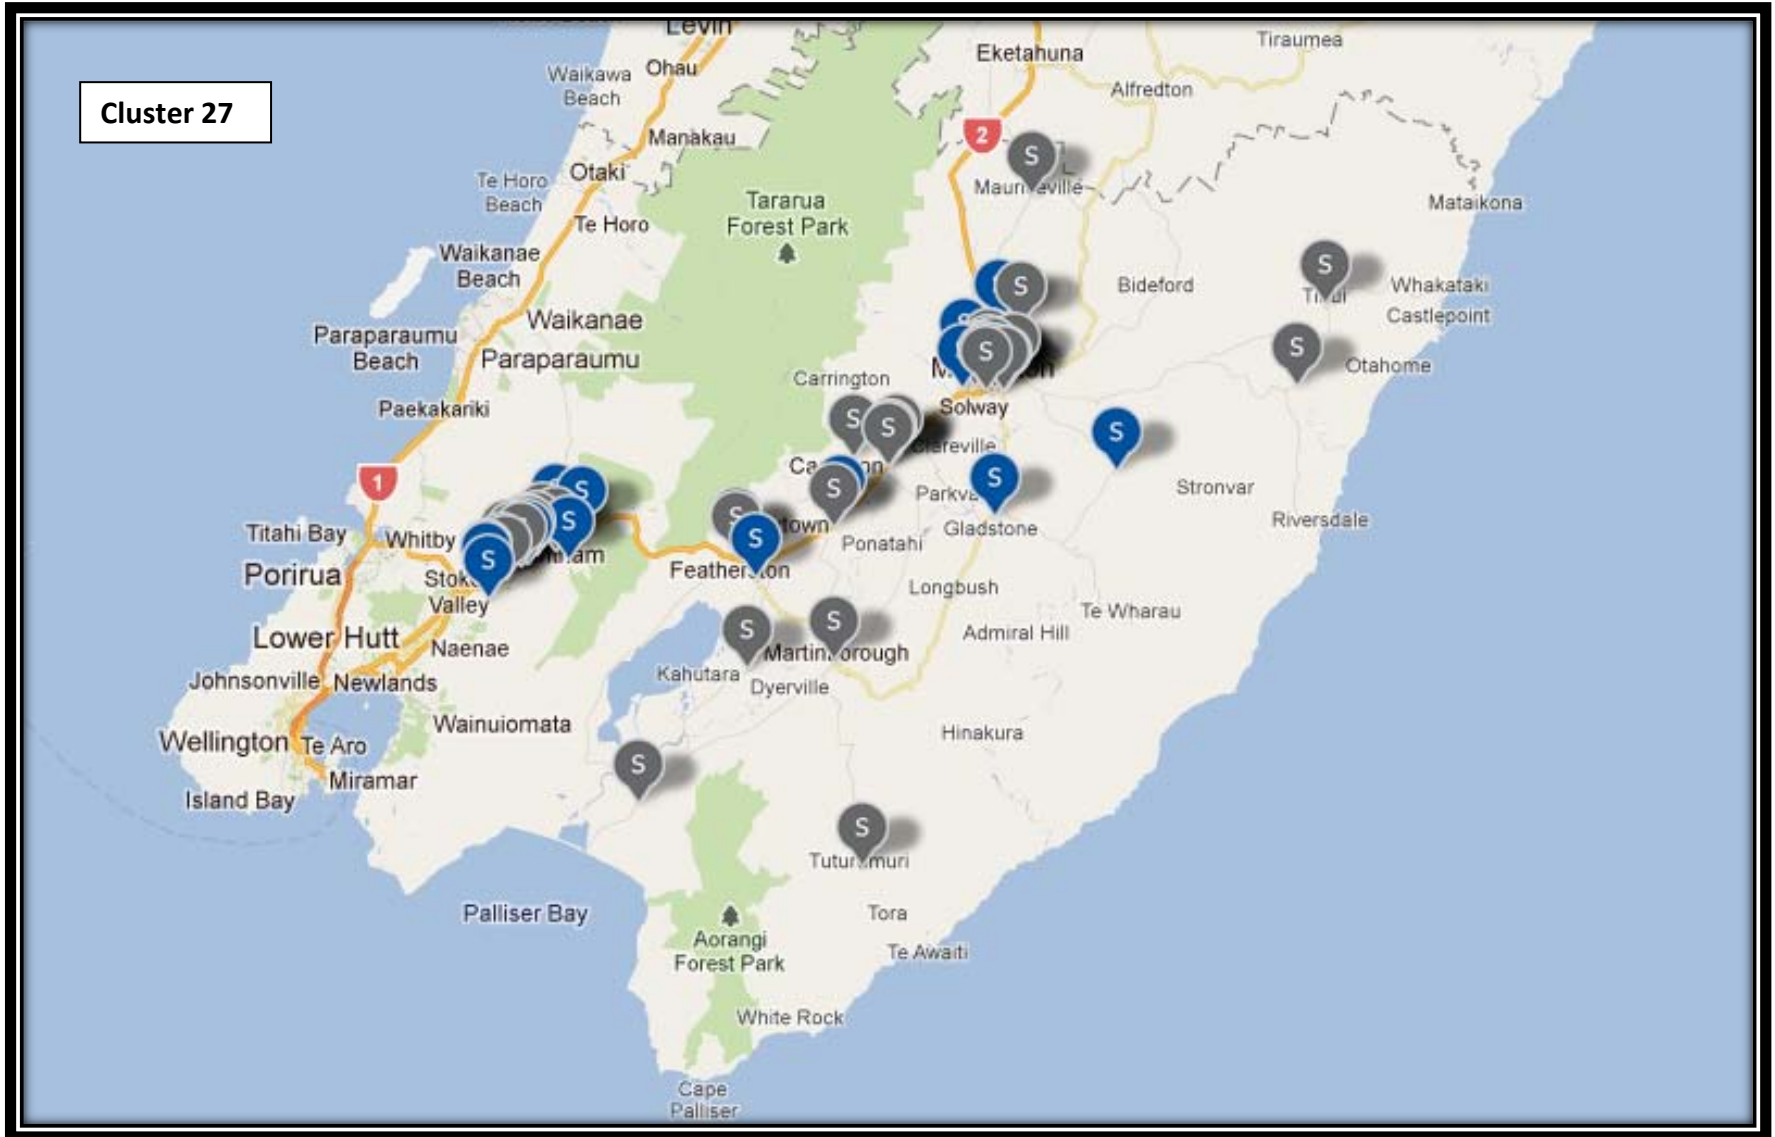 Cluster 27
Levin
Eketahuna
Tiraumea
Waikawa
Beach
Ohau
Alfredton
2
Manakau
S
Te Horo
Beach
Otaki
Tararua
Forest Park
Mataikona
Te Horo
Waikanae
Beach
S
S
Bideford
Whakataki
Castlepoint
Waikanae
Paraparaumu
Beach
Paraparaumu
S
S
Otahome
Carrington
Paekakariki
S
S
Solway
S
Clareville
1
S
S
S
S
Stronvar
Riversdale
Titahi Bay
Whitby
S
S
S
Ponatahi
Gladstone
S
Porirua
Valley
Longbush
Te Wharau
Lower Hutt
Naenae
S
S
Admiral Hill
Johnsonville
Newlands
Kahutara
Dyerville
Wainuiomata
Hinakura
Wellington
Te Aro
S
Miramar
Island Bay
S
Palliser Bay
Tora
Aorangi
Forest Park
Te Awaiti
White Rock
Cape
Palliser